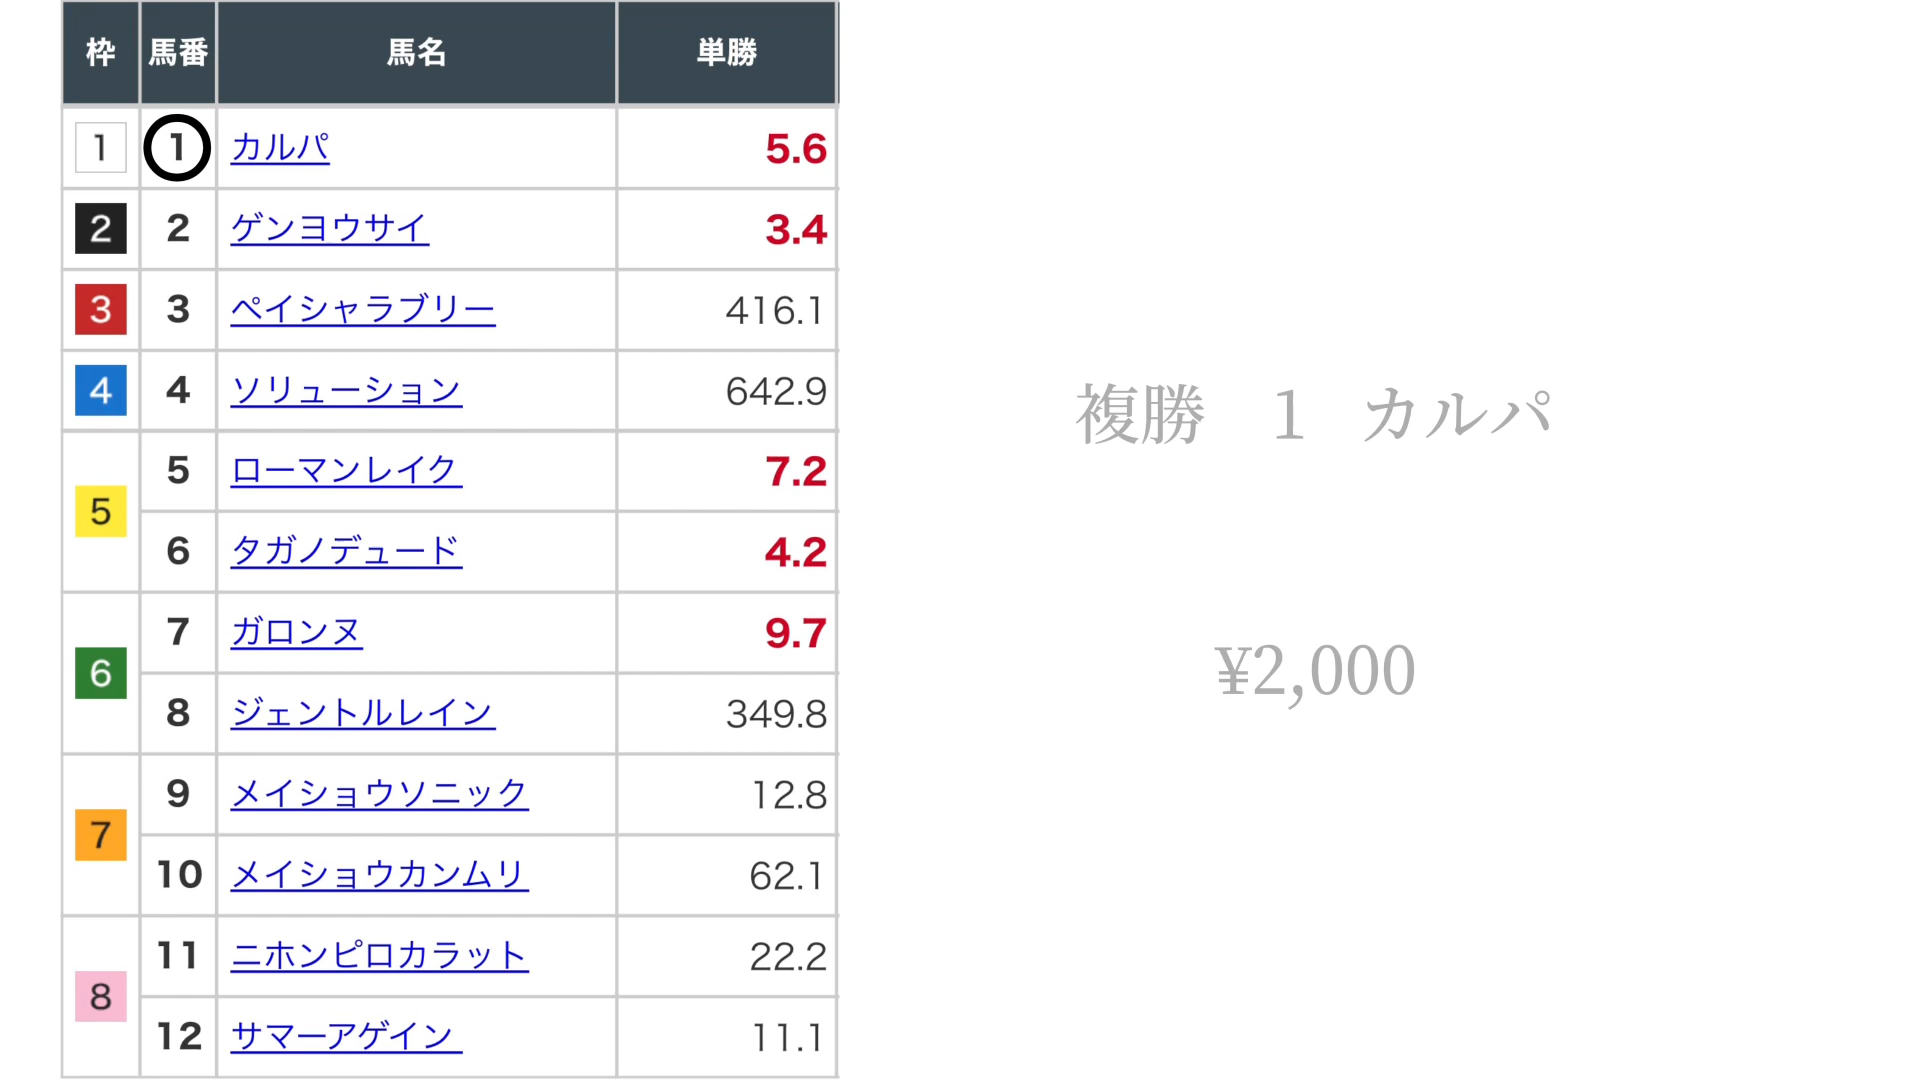 枠 馬番 馬名 単勝
1 1 カルパ 5.6
2 2 ゲンヨウサイ 3.4
3 3 ペイシャラブリー 416.1
4 4 ソリューション 642.9
5 5 ローマンレイク 7.2
6 タガノデュード 4.2
6 7 ガロンヌ 9.7
8 ジェントルレイン 349.8
7 9 メイショウソニック 12.8
10 メイショウカンムリ 62.1
8 11 ニホンピロカラット 22.2
12 サマーアゲイン 11.1
複勝 1 カルパ
¥2,000